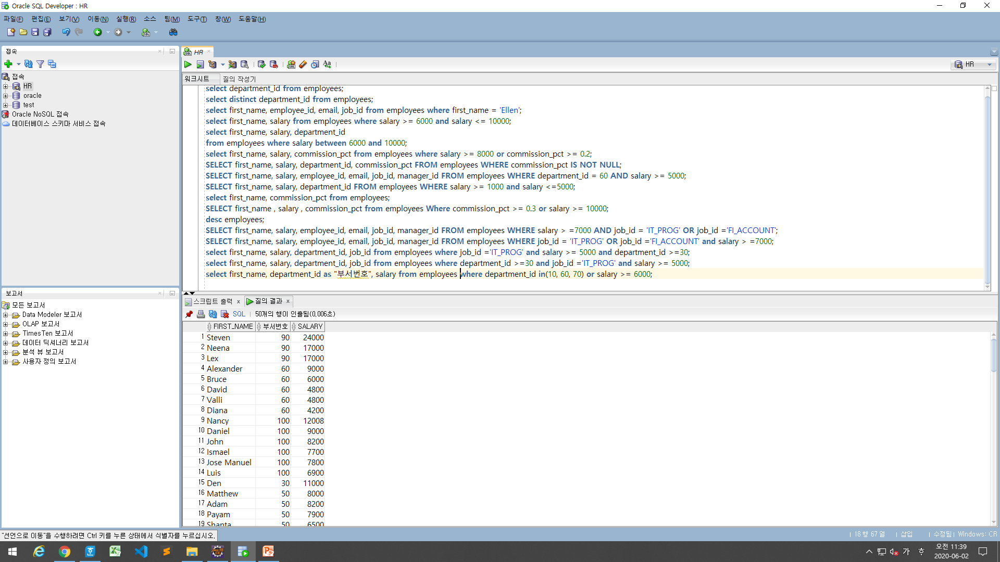 Oracle SQL Developer : HR
파일(F) 편집(E) 보기(V) 이동(N) 실행(R) 소스 팀(M) 도구(T) 창(W) 도움말(H)
접속
접속
HR
oracle
test
Oracle NoSQL 접속
데이터베이스 스키마 서비스 접속
HR
HR
워크시트 질의 작성기
select department_id from employees;
select distinct department_id from employees;
select first_name, employee_id, email, job_id from employees where first_name = 'Ellen';
select first_name, salary from employees where salary >= 6000 and salary <= 10000;
select first_name, salary, department_id
from employees where salary between 6000 and 10000;
select first_name, salary, commission_pct from employees where salary >= 8000 or commission_pct >= 0.2;
SELECT first_name, salary, department_id, commission_pct FROM employees WHERE commission_pct IS NOT NULL;
SELECT first_name, salary, employee_id, email, job_id, manager_id FROM employees WHERE department_id = 60 AND salary >= 5000;
SELECT first_name, salary, department_id FROM employees WHERE salary >= 1000 and salary <=5000;
select first_name, commission_pct from employees;
SELECT first_name , salary , commission_pct from employees Where commission_pct >= 0.3 or salary >= 10000;
desc employees;
SELECT first_name, salary, employee_id, email, job_id, manager_id FROM employees WHERE salary > =7000 AND job_id = 'IT_PROG' OR job_id ='FI_ACCOUNT';
SELECT first_name, salary, employee_id, email, job_id, manager_id FROM employees WHERE job_id = 'IT_PROG' OR job_id ='FI_ACCOUNT' and salary > =7000;
select first_name, salary, department_id, job_id from employees where job_id ='IT_PROG' and salary >= 5000 and department_id >=30;
select first_name, salary, department_id, job_id from employees where department_id >=30 and job_id ='IT_PROG' and salary >= 5000;
select first_name, department_id as "부서번호", salary from employees where department_id in(10, 60, 70) or salary >= 6000;
보고서
모든 보고서
Data Modeler 보고서
OLAP 보고서
TimesTen 보고서
데이터 딕셔너리 보고서
분석 뷰 보고서
사용자 정의 보고서
스크립트 출력 x 질의 결과 x
SQL 50개의 행이 인출됨(0,006초)
FIRST_NAME 부서번호 SALARY
1 Steven 90 24000
2 Neena 90 17000
3 Lex 90 17000
4 Alexander 60 9000
5 Bruce 60 6000
6 David 60 4800
7 Valli 60 4800
8 Diana 60 4200
9 Nancy 100 12008
10 Daniel 100 9000
11 John 100 8200
12 Ismael 100 7700
13 Jose Manuel 100 7800
14 Luis 100 6900
15 Den 30 11000
16 Matthew 50 8000
17 Adam 50 8200
18 Payam 50 7900
19 Shanta 50 6500
"선언으로 이동"을 수행하려면 Ctrl 키를 누른 상태에서 식별자를 누르십시오.
18 행 67 열 삽입 수정됨 Windows: CR
가 호 오전 11:39
2020-06-02